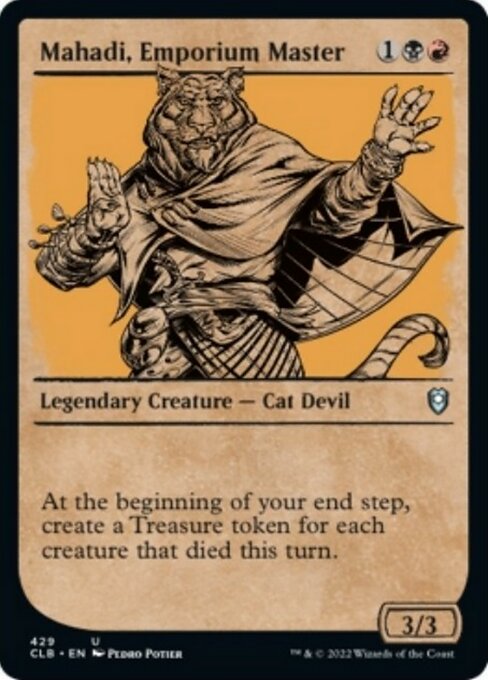 Mahadi, Emporium Master 1
Legendary Creature — Cat Devil
At the beginning of your end step,
create a Treasure token for each
creature that died this turn.
3/3
429 U
CLB • EN Pedro Potier
™ & © 2022 Wizards of the Coast